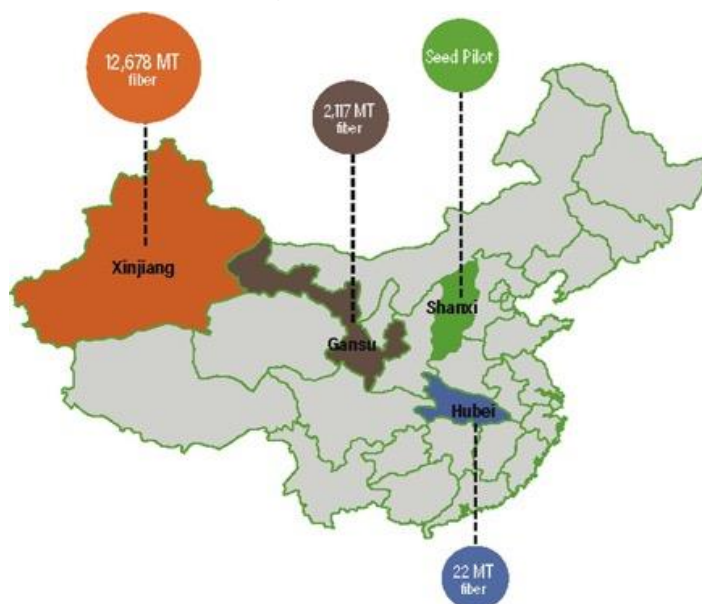 12,678 MT
fiber
Seed Pilot
2,117 MT
fiber
Xinjiang
Shanxi
Gansu
Hubei
22 MT
fiber